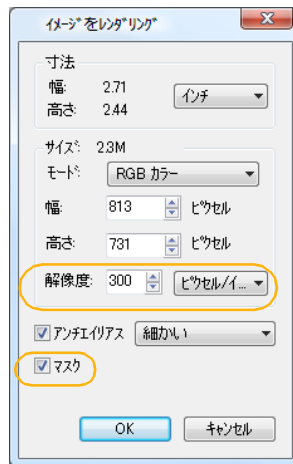 イメージをレンダリング
寸法
幅: 2.71 インチ
高さ: 2.44
サイズ: 2.3M
モード: RGB カラー
幅: 813 ピクセル
高さ: 731 ピクセル
解像度: 300 ピクセル/イ...
アンチエイリアス 細かい
マスク
OK キャンセル